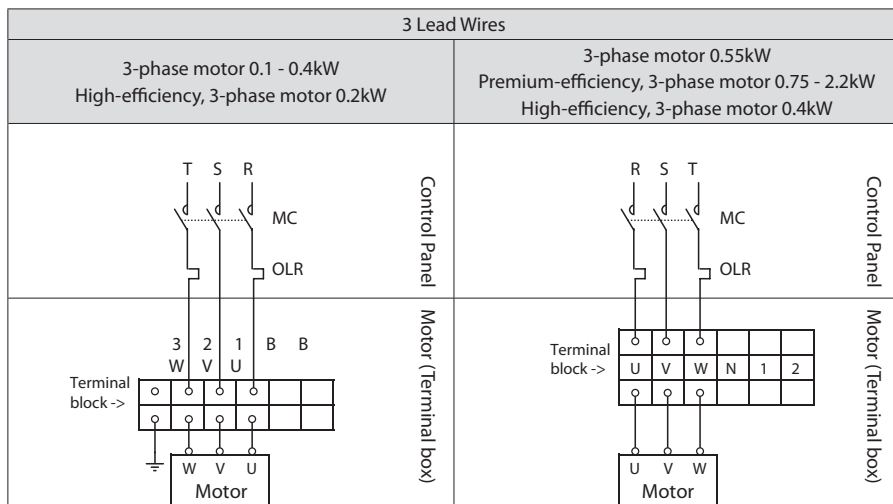 3 Lead Wires
3-phase motor 0.1 - 0.4kW
High-efficiency, 3-phase motor 0.2kW
3-phase motor 0.55kW
Premium-efficiency, 3-phase motor 0.75 - 2.2kW
High-efficiency, 3-phase motor 0.4kW
T S R
MC
OLR
Control Panel
3 2 1 B B
W V U
Terminal
block ->
W V U
Motor
Motor (Terminal box)
R S T
MC
OLR
Control Panel
Terminal
block ->
U V W N 1 2
U V W
Motor
Motor (Terminal box)